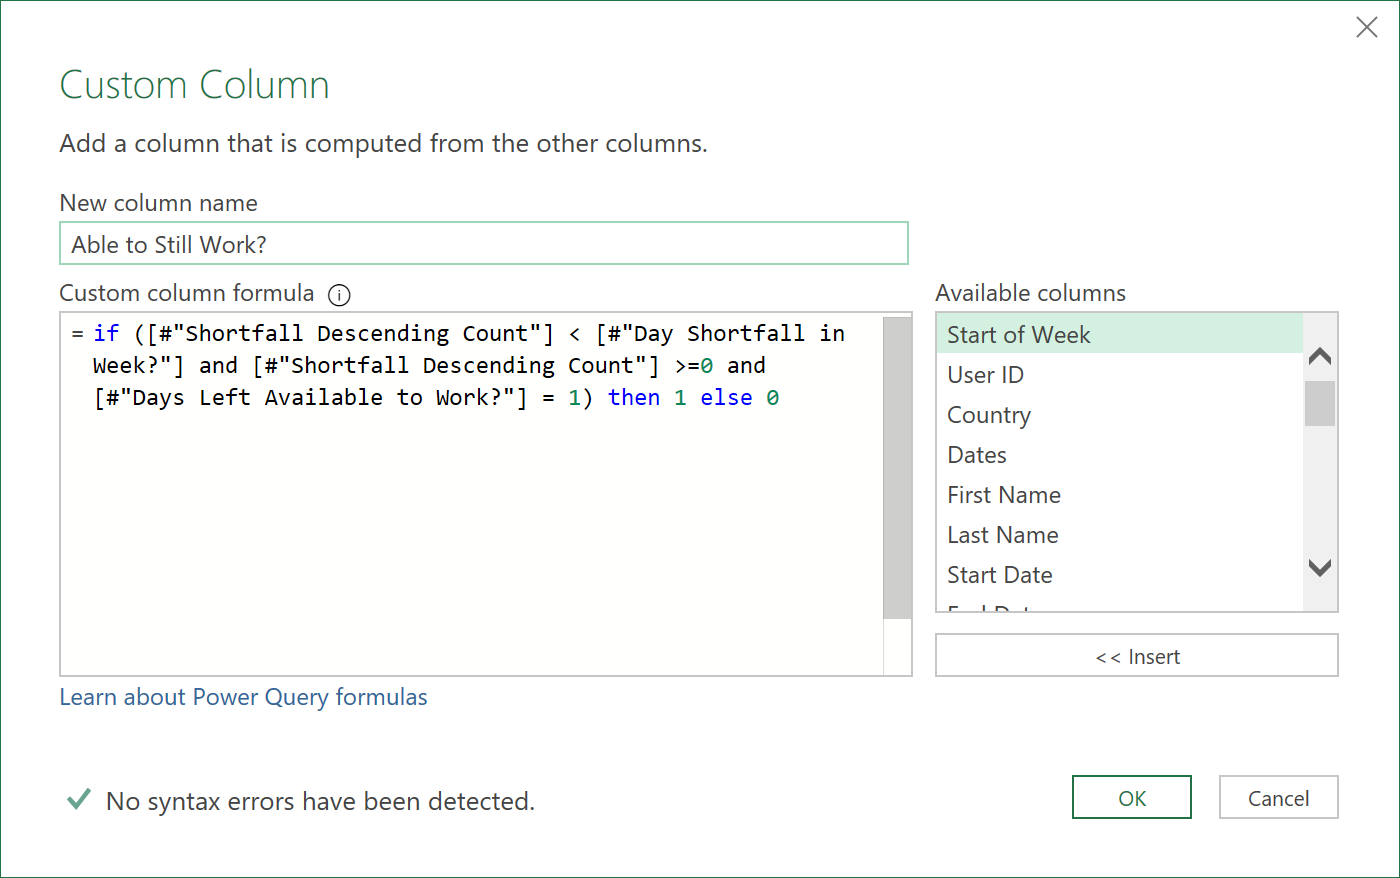 Custom Column
Add a column that is computed from the other columns.
New column name
Able to Still Work?
Custom column formula
= if ([#"Shortfall Descending Count"] < [#"Day Shortfall in
Week?"] and [#"Shortfall Descending Count"] >=0 and
[#"Days Left Available to Work?"] = 1) then 1 else 0
Available columns
Start of Week
User ID
Country
Dates
First Name
Last Name
Start Date
<< Insert
Learn about Power Query formulas
No syntax errors have been detected.
OK
Cancel